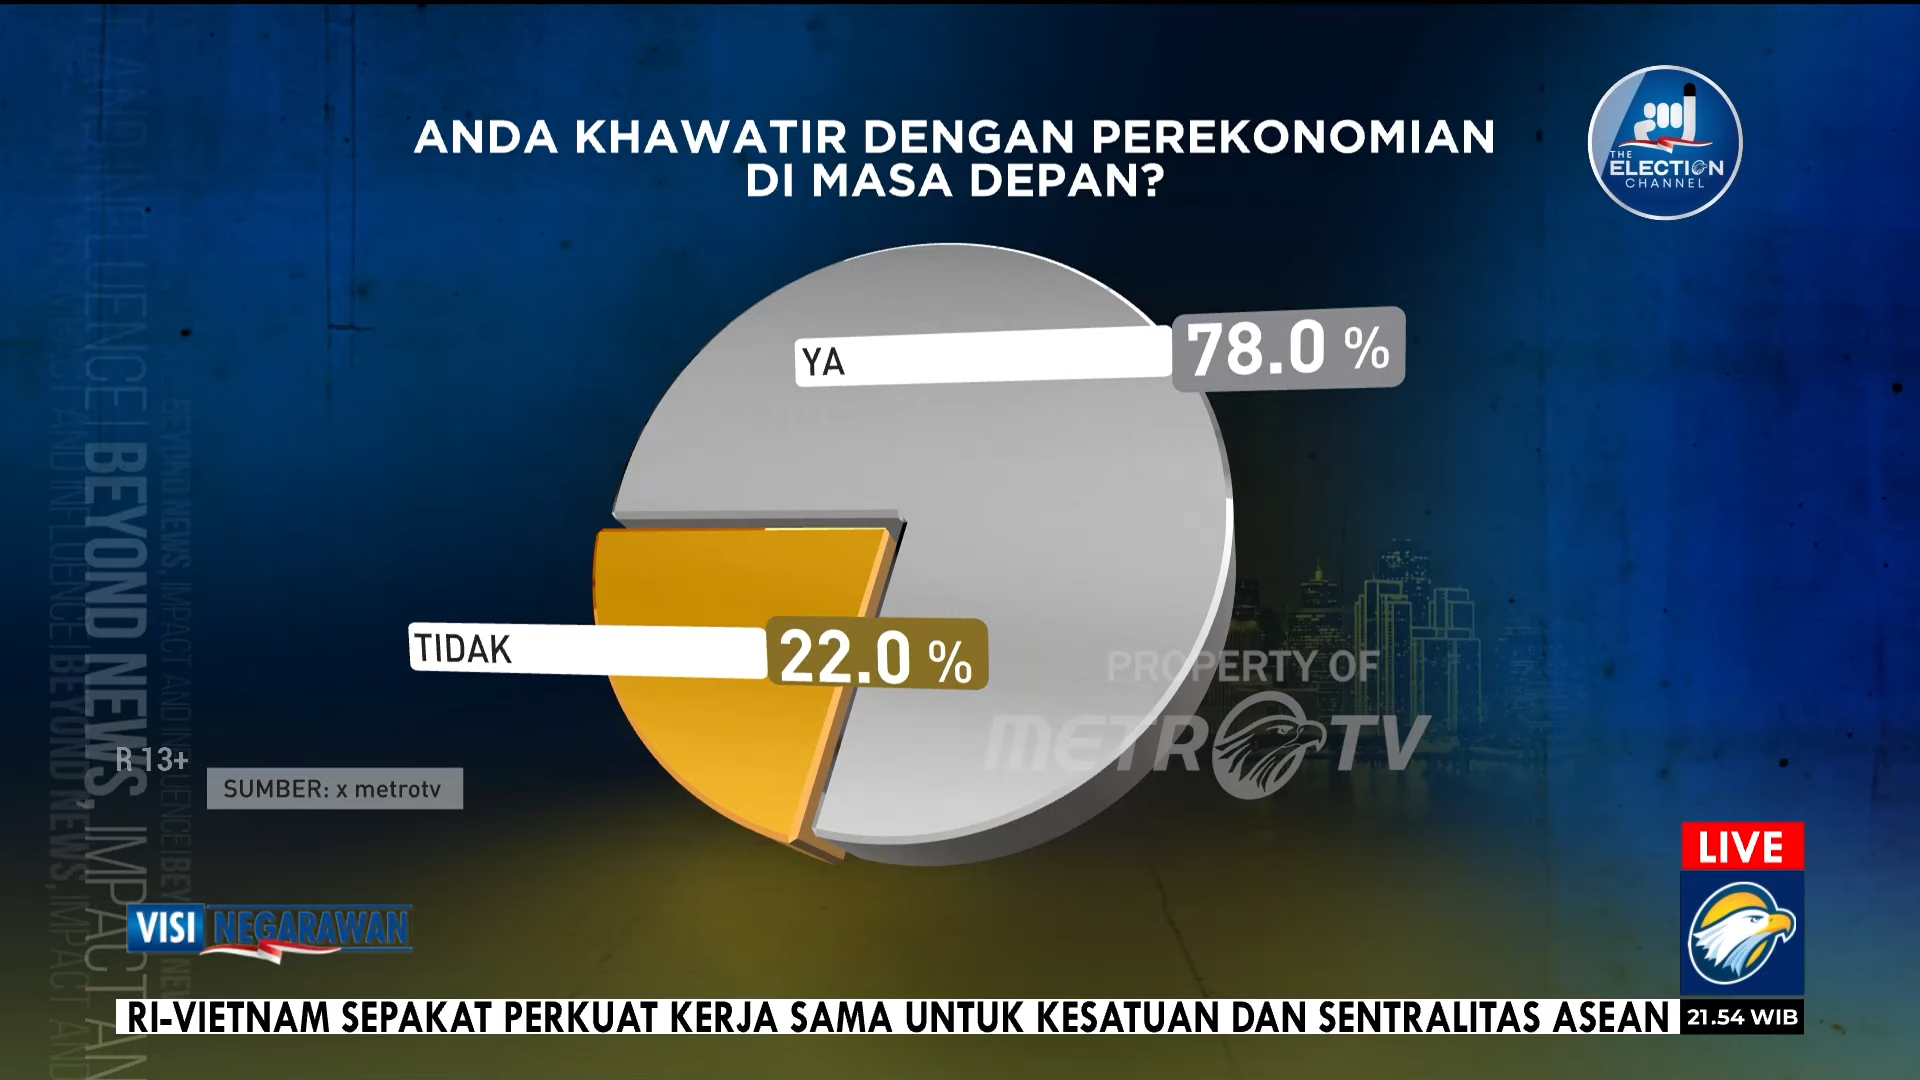 ANDA KHAWATIR DENGAN PEREKONOMIAN
DI MASA DEPAN?
THE
ELECTION
CHANNEL
YA
78.0 %
TIDAK
22.0 %
PROPERTY OF
METRO TV
R 13+
SUMBER: x metrotv
BEYOND NEWS, IMPACT AN
LIVE
VISI NEGARAWAN
RI-VIETNAM SEPAKAT PERKUAT KERJA SAMA UNTUK KESATUAN DAN SENTRALITAS ASEAN
21.54 WIB